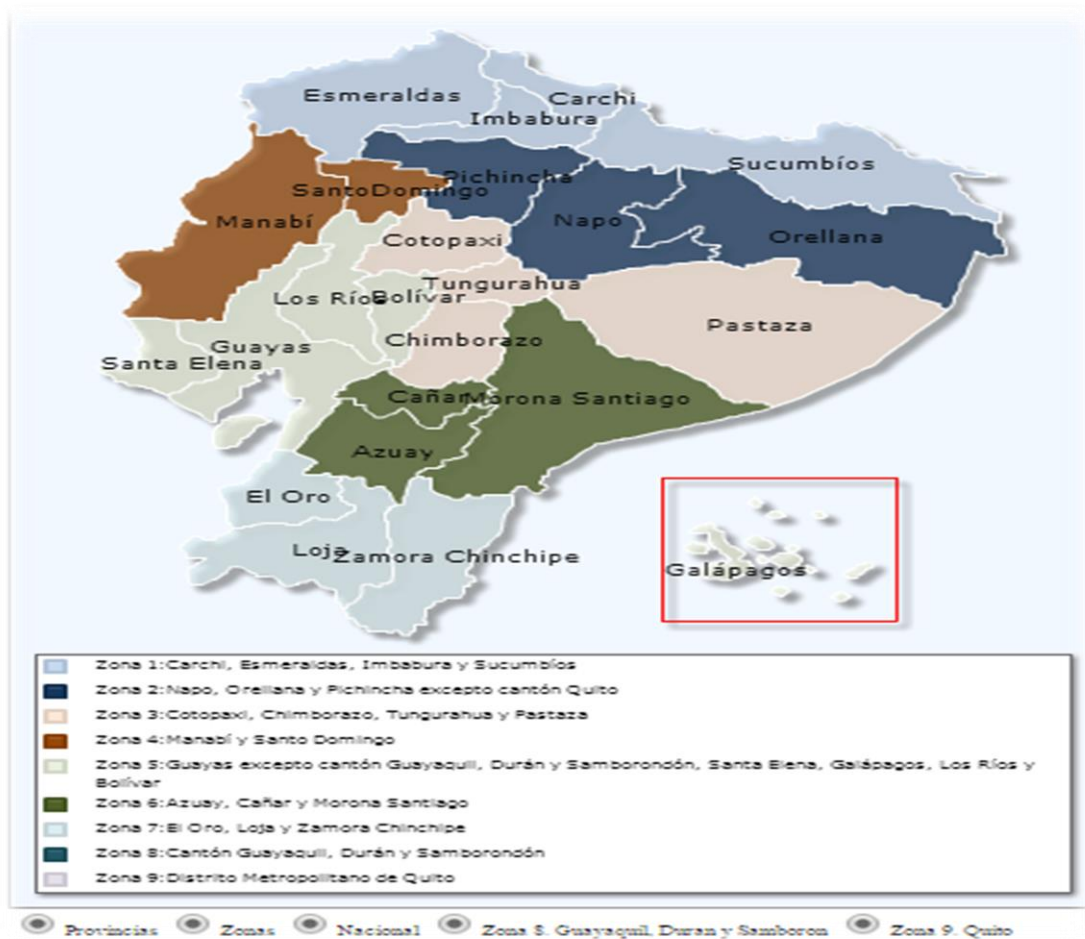 Esmeraldas
Carchi
Imbabura
Sucumbíos
Pichincha
SantoDomingo
Manabí
Napo
Orellana
Cotopaxi
Tungurahua
Los Ríos
Bolívar
Pastaza
Chimborazo
Guayas
Santa Elena
Cañar
Morona Santiago
Azuay
El Oro
Loja
Zamora Chinchipe
Galápagos
Zona 1:Carchi, Esmeraldas, Imbabura y Sucumbíos
Zona 2:Napo, Orellana y Pichincha excepto cantón Quito
Zona 3:Cotopaxi, Chimborazo, Tungurahua y Pastaza
Zona 4:Manabí y Santo Domingo
Zona 5:Guayas excepto cantón Guayaquil, Durán y Samborondón, Santa Elena, Galápagos, Los Ríos y
Bolívar
Zona 6:Azuay, Cañar y Morona Santiago
Zona 7:El Oro, Loja y Zamora Chinchipe
Zona 8:Cantón Guayaquil, Durán y Samborondón
Zona 9:Distrito Metropolitano de Quito
Provincias Zonas Nacional Zona 8. Guayaquil, Duran y Samboron Zona 9. Quito